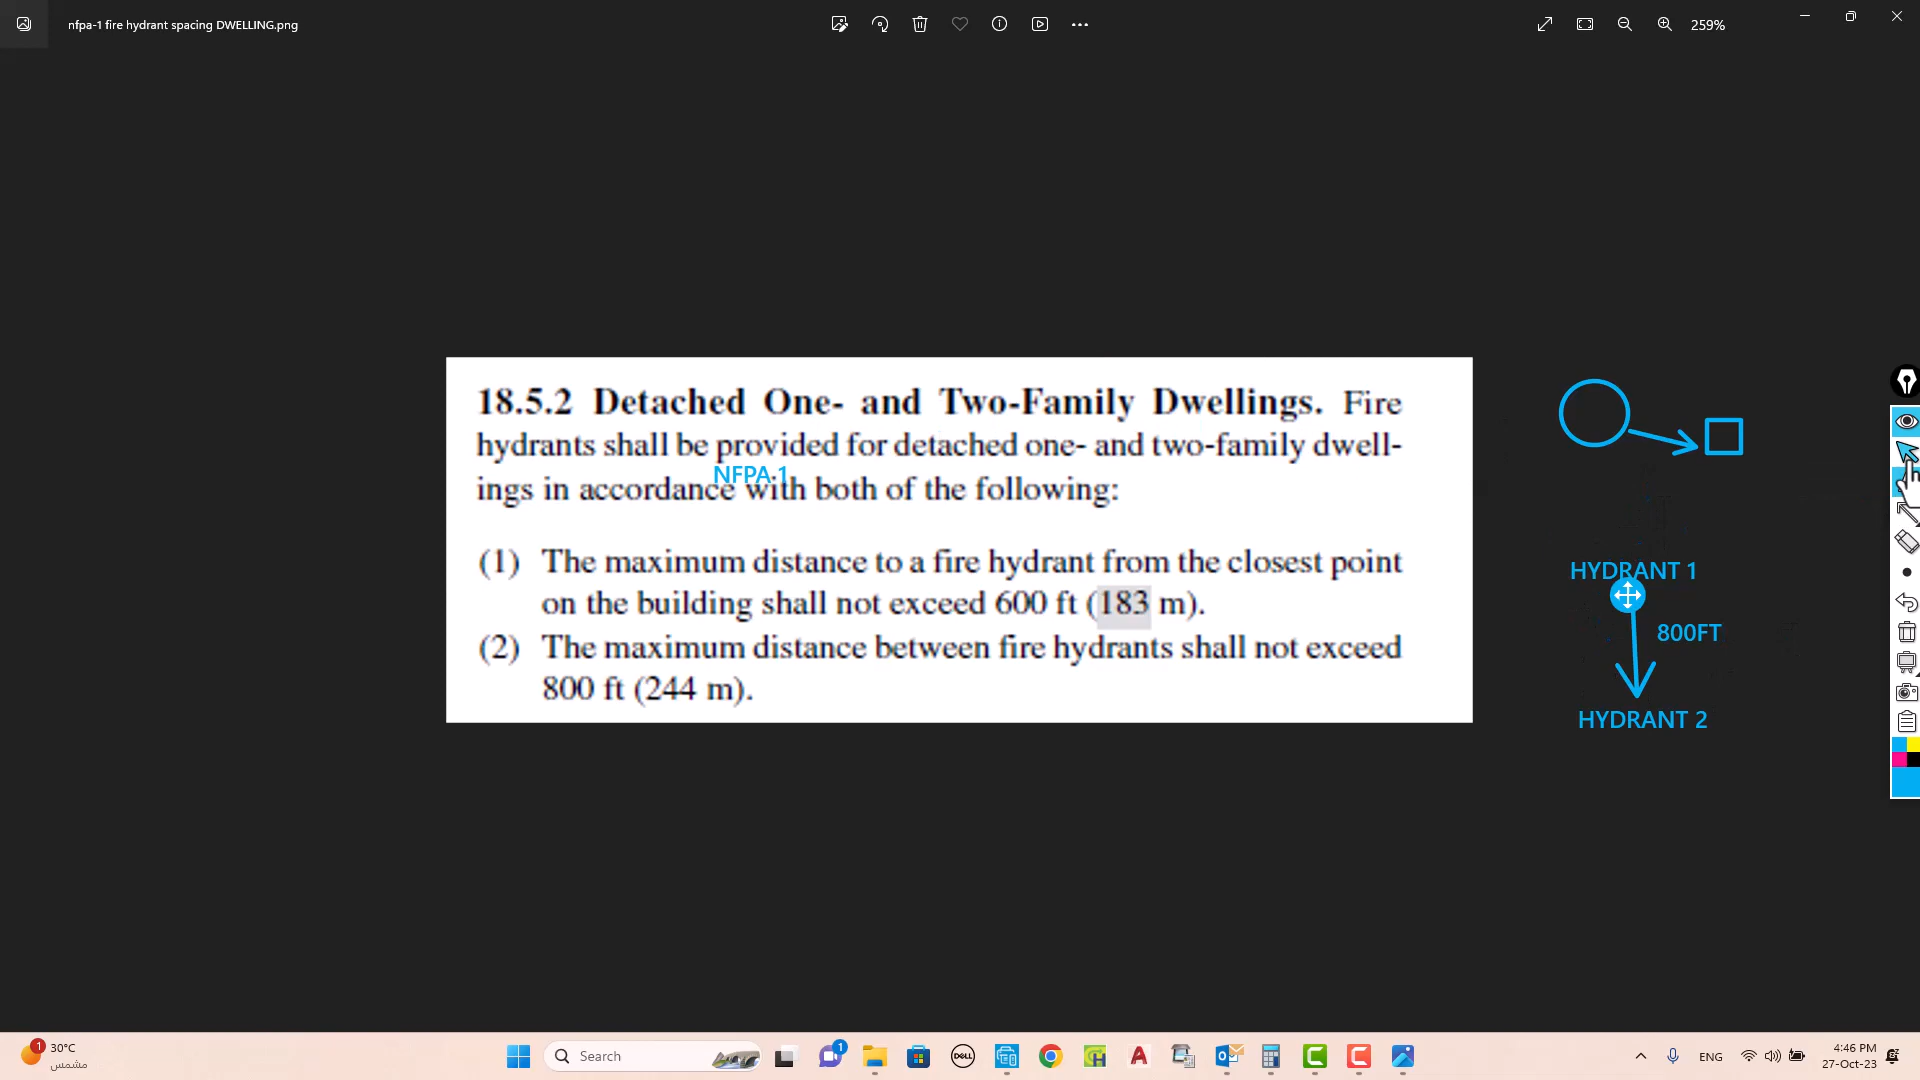 nfpa-1 fire hydrant spacing DWELLING.png
259%
18.5.2 Detached One- and Two-Family Dwellings. Fire
hydrants shall be provided for detached one- and two-family dwell-
NFPA-1
ings in accordance with both of the following:
(1) The maximum distance to a fire hydrant from the closest point
on the building shall not exceed 600 ft (183 m).
(2) The maximum distance between fire hydrants shall not exceed
800 ft (244 m).
HYDRANT 1
800FT
HYDRANT 2
1
30°C
مشمس
Search
1
DELL
ENG
4:46 PM
27-Oct-23